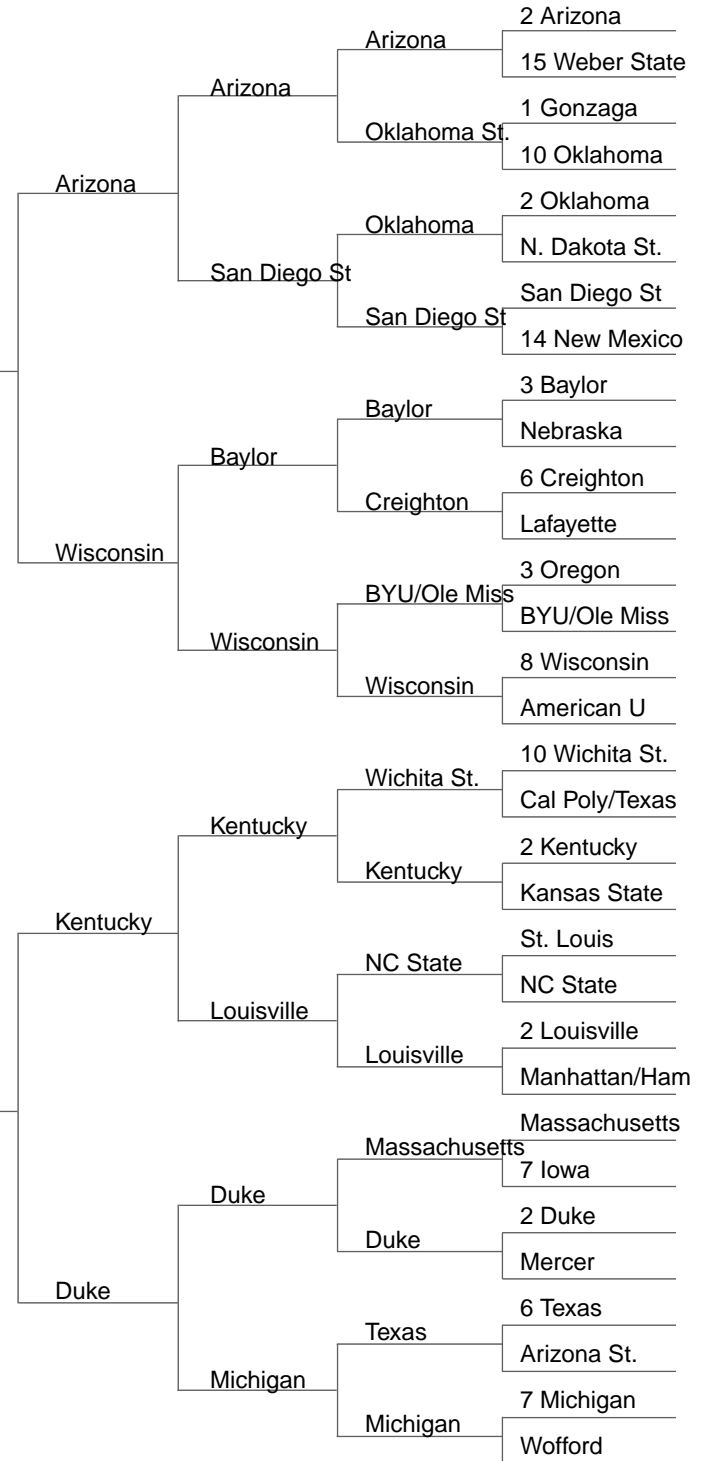 2 Arizona
Arizona
15 Weber State
Arizona
1 Gonzaga
Oklahoma St.
10 Oklahoma
Arizona
2 Oklahoma
Oklahoma
N. Dakota St.
San Diego St
San Diego St
San Diego St
14 New Mexico
3 Baylor
Baylor
Nebraska
Baylor
6 Creighton
Creighton
Lafayette
Wisconsin
3 Oregon
BYU/Ole Miss
BYU/Ole Miss
Wisconsin
8 Wisconsin
Wisconsin
American U
10 Wichita St.
Wichita St.
Cal Poly/Texas
Kentucky
2 Kentucky
Kentucky
Kansas State
Kentucky
St. Louis
NC State
NC State
Louisville
2 Louisville
Louisville
Manhattan/Ham
Massachusetts
Massachusetts
7 Iowa
Duke
2 Duke
Duke
Mercer
Duke
6 Texas
Texas
Arizona St.
Michigan
7 Michigan
Michigan
Wofford